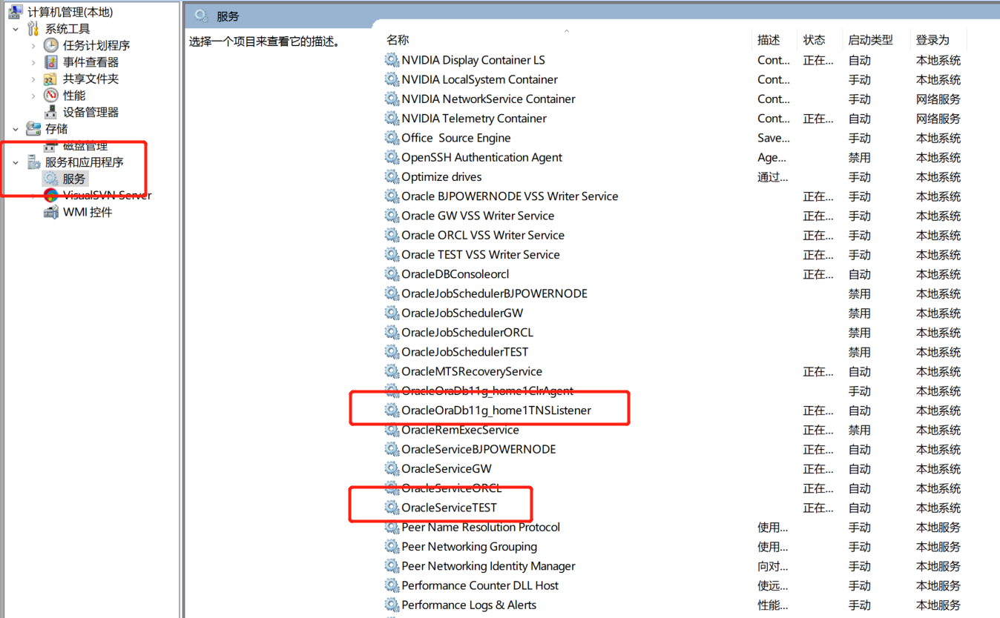 计算机管理(本地)
系统工具
任务计划程序
事件查看器
共享文件夹
性能
设备管理器
存储
磁盘管理
服务和应用程序
服务
VisualSVN Server
WMI 控件
服务
选择一个项目来查看它的描述。
名称 描述 状态 启动类型 登录为
NVIDIA Display Container LS Cont... 正在... 自动 本地系统
NVIDIA LocalSystem Container Cont... 手动 本地系统
NVIDIA NetworkService Container Cont... 手动 网络服务
NVIDIA Telemetry Container Cont... 正在... 自动 网络服务
Office  Source Engine Save... 手动 本地系统
OpenSSH Authentication Agent Age... 禁用 本地系统
Optimize drives 通过... 手动 本地系统
Oracle BJPOWERNODE VSS Writer Service 正在... 手动 本地系统
Oracle GW VSS Writer Service 正在... 手动 本地系统
Oracle ORCL VSS Writer Service 正在... 手动 本地系统
Oracle TEST VSS Writer Service 正在... 手动 本地系统
OracleDBConsoleorcl 正在... 自动 本地系统
OracleJobSchedulerBJPOWERNODE 禁用 本地系统
OracleJobSchedulerGW 禁用 本地系统
OracleJobSchedulerORCL 禁用 本地系统
OracleJobSchedulerTEST 禁用 本地系统
OracleMTSRecoveryService 正在... 自动 本地系统
OracleOraDb11g_home1ClrAgent 手动 本地系统
OracleOraDb11g_home1TNSListener 正在... 自动 本地系统
OracleRemExecService 正在... 禁用 本地系统
OracleServiceBJPOWERNODE 正在... 自动 本地系统
OracleServiceGW 正在... 自动 本地系统
OracleServiceORCL 正在... 自动 本地系统
OracleServiceTEST 正在... 自动 本地系统
Peer Name Resolution Protocol 使用... 手动 本地服务
Peer Networking Grouping 使用... 手动 本地服务
Peer Networking Identity Manager 向对... 手动 本地服务
Performance Counter DLL Host 使远... 手动 本地服务
Performance Logs & Alerts 性能... 手动 本地服务